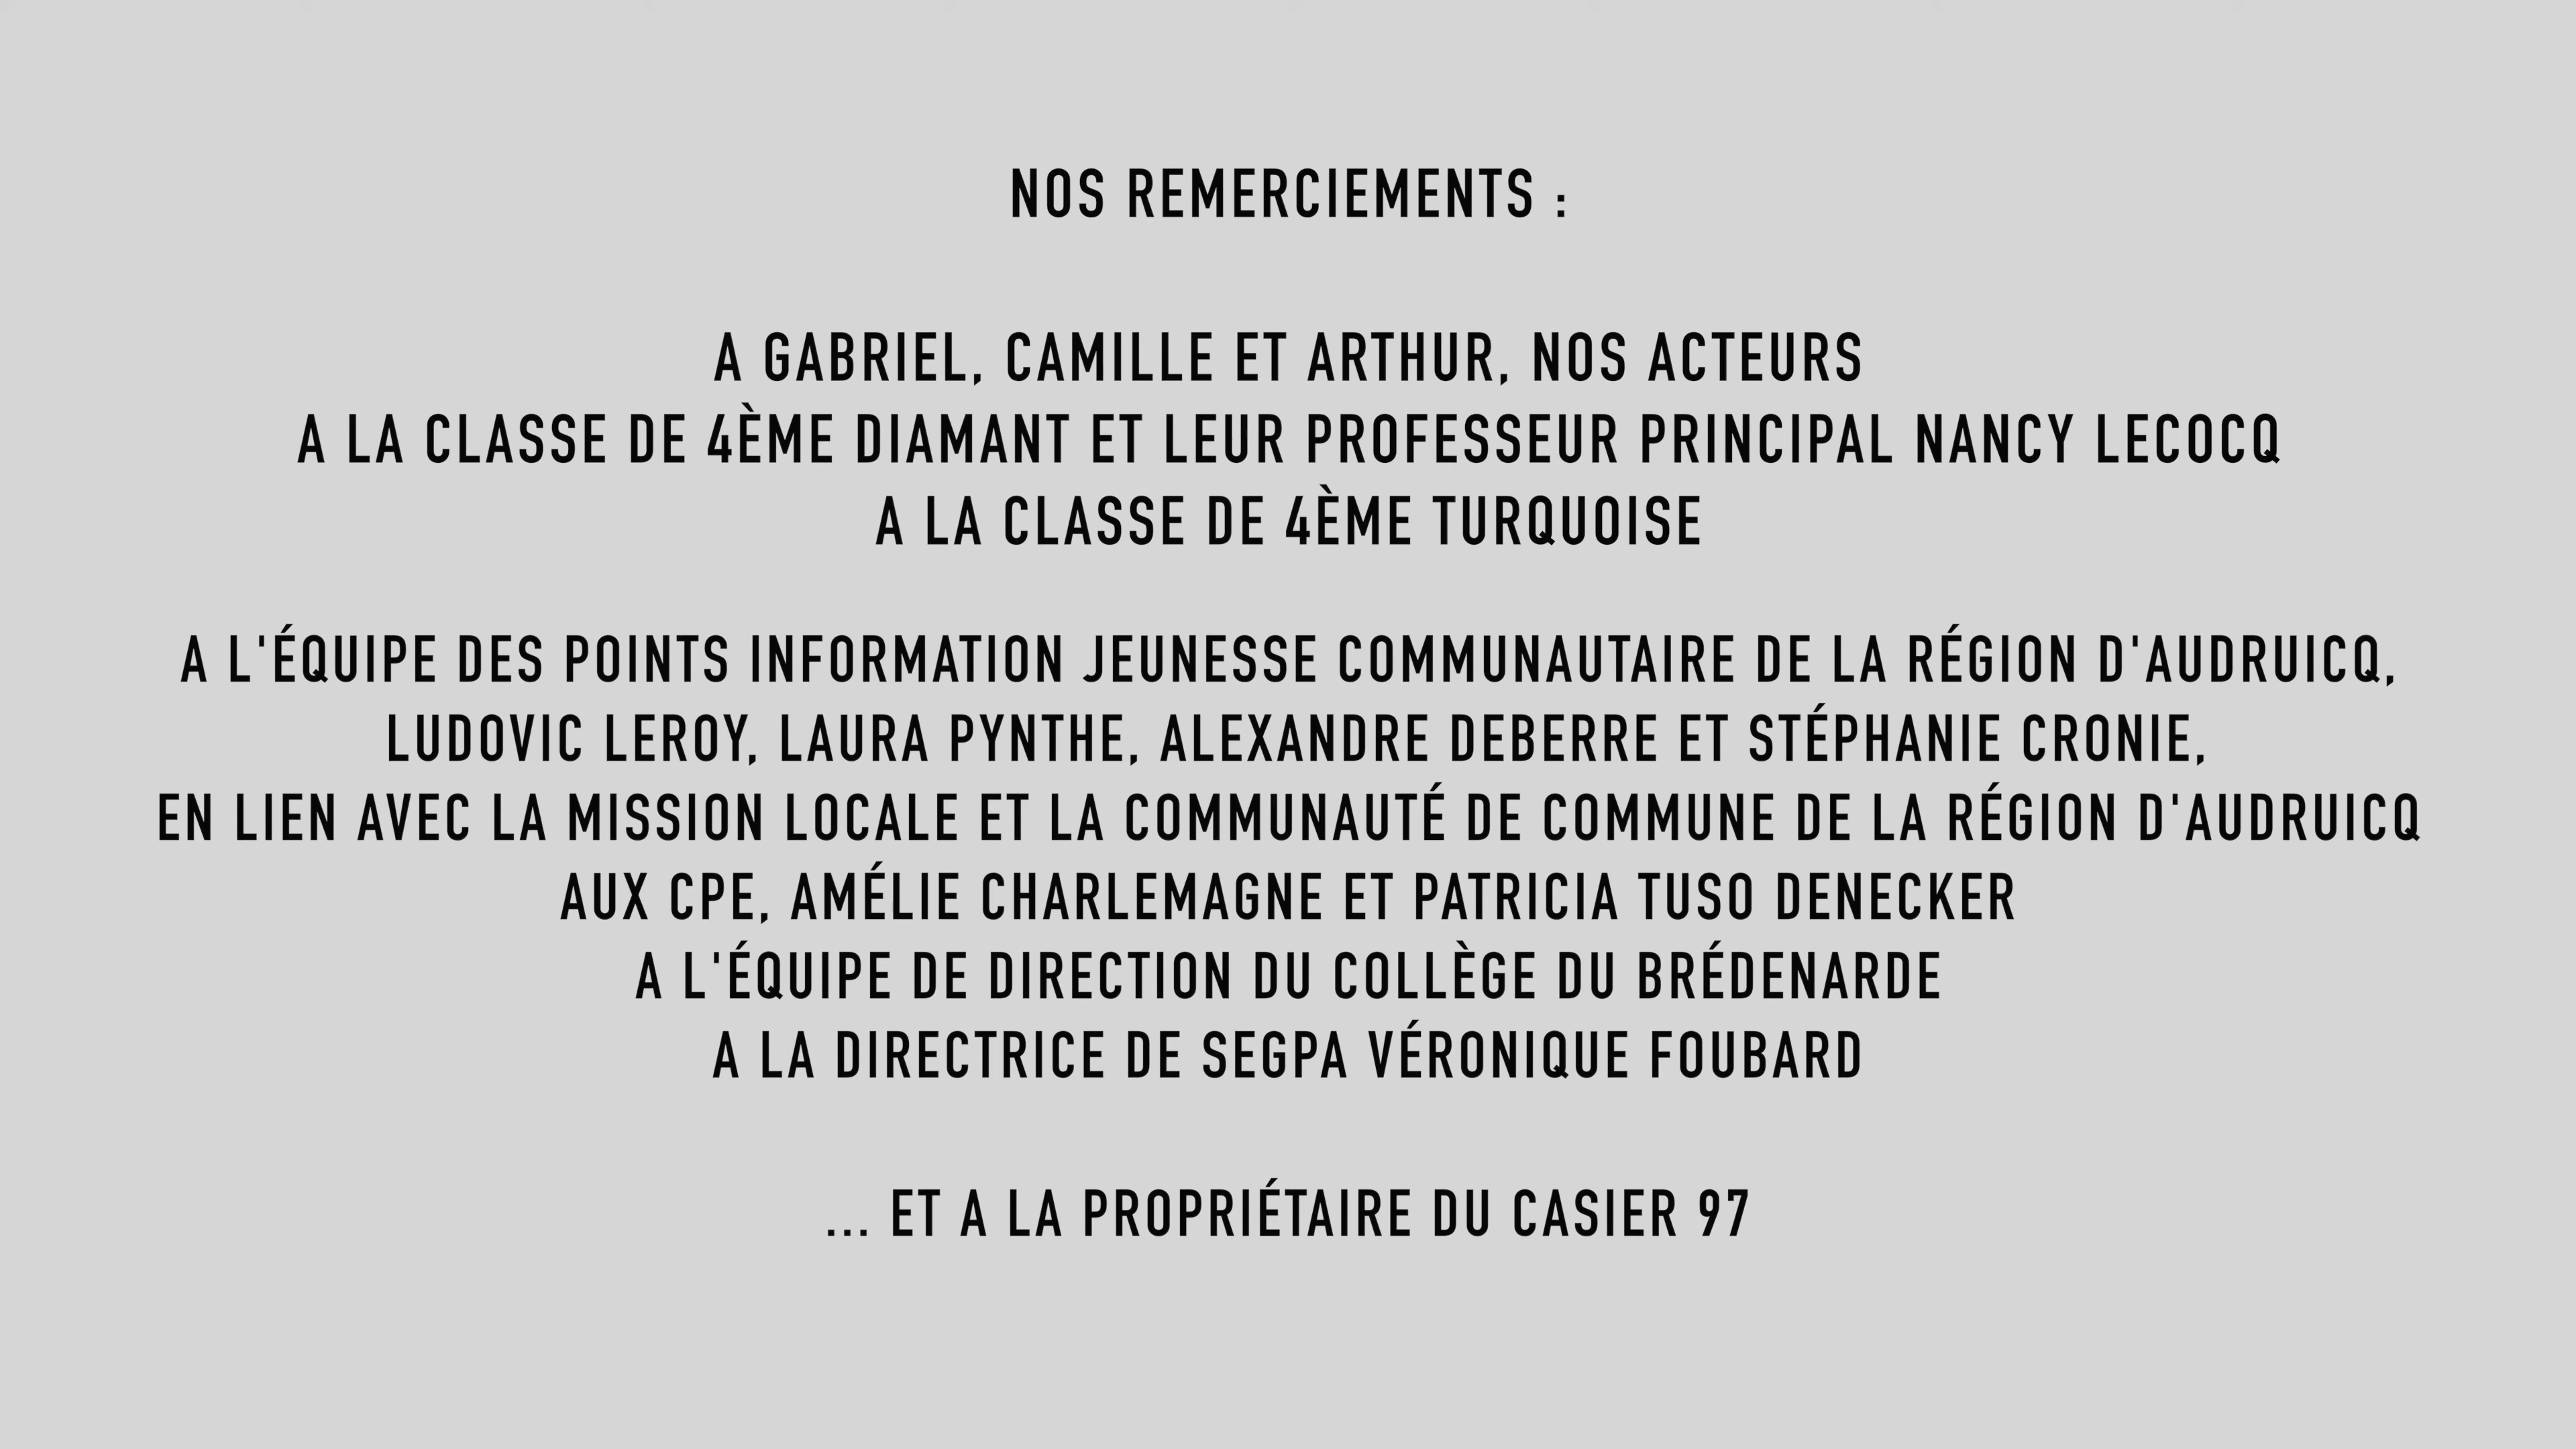 NOS REMERCIEMENTS :
A GABRIEL, CAMILLE ET ARTHUR, NOS ACTEURS
A LA CLASSE DE 4ÈME DIAMANT ET LEUR PROFESSEUR PRINCIPAL NANCY LECOCQ
A LA CLASSE DE 4ÈME TURQUOISE
A L'ÉQUIPE DES POINTS INFORMATION JEUNESSE COMMUNAUTAIRE DE LA RÉGION D'AUDRUICQ,
LUDOVIC LEROY, LAURA PYNTHE, ALEXANDRE DEBERRE ET STÉPHANIE CRONIE,
EN LIEN AVEC LA MISSION LOCALE ET LA COMMUNAUTÉ DE COMMUNE DE LA RÉGION D'AUDRUICQ
AUX CPE, AMÉLIE CHARLEMAGNE ET PATRICIA TUSO DENECKER
A L'ÉQUIPE DE DIRECTION DU COLLÈGE DU BRÉDENARDE
A LA DIRECTRICE DE SEGPA VÉRONIQUE FOUBARD
... ET A LA PROPRIÉTAIRE DU CASIER 97